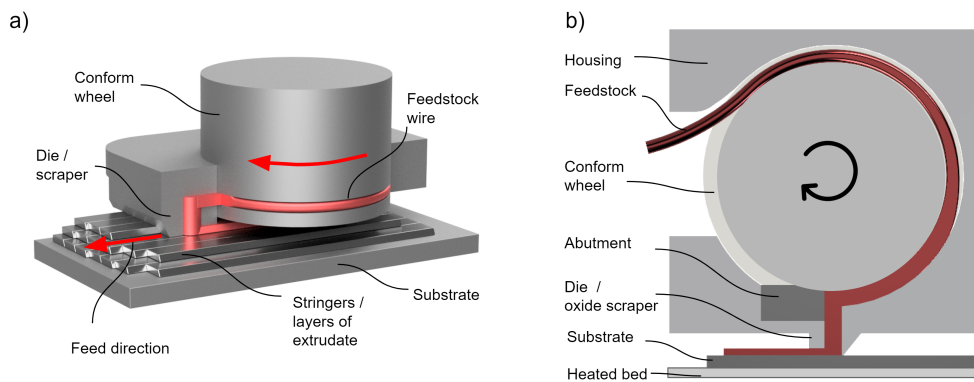 a)
Conform
wheel
Feedstock
wire
Die /
scraper
Substrate
Stringers /
layers of
extrudate
Feed direction
b)
Housing
Feedstock
Conform
wheel
Abutment
Die /
oxide scraper
Substrate
Heated bed